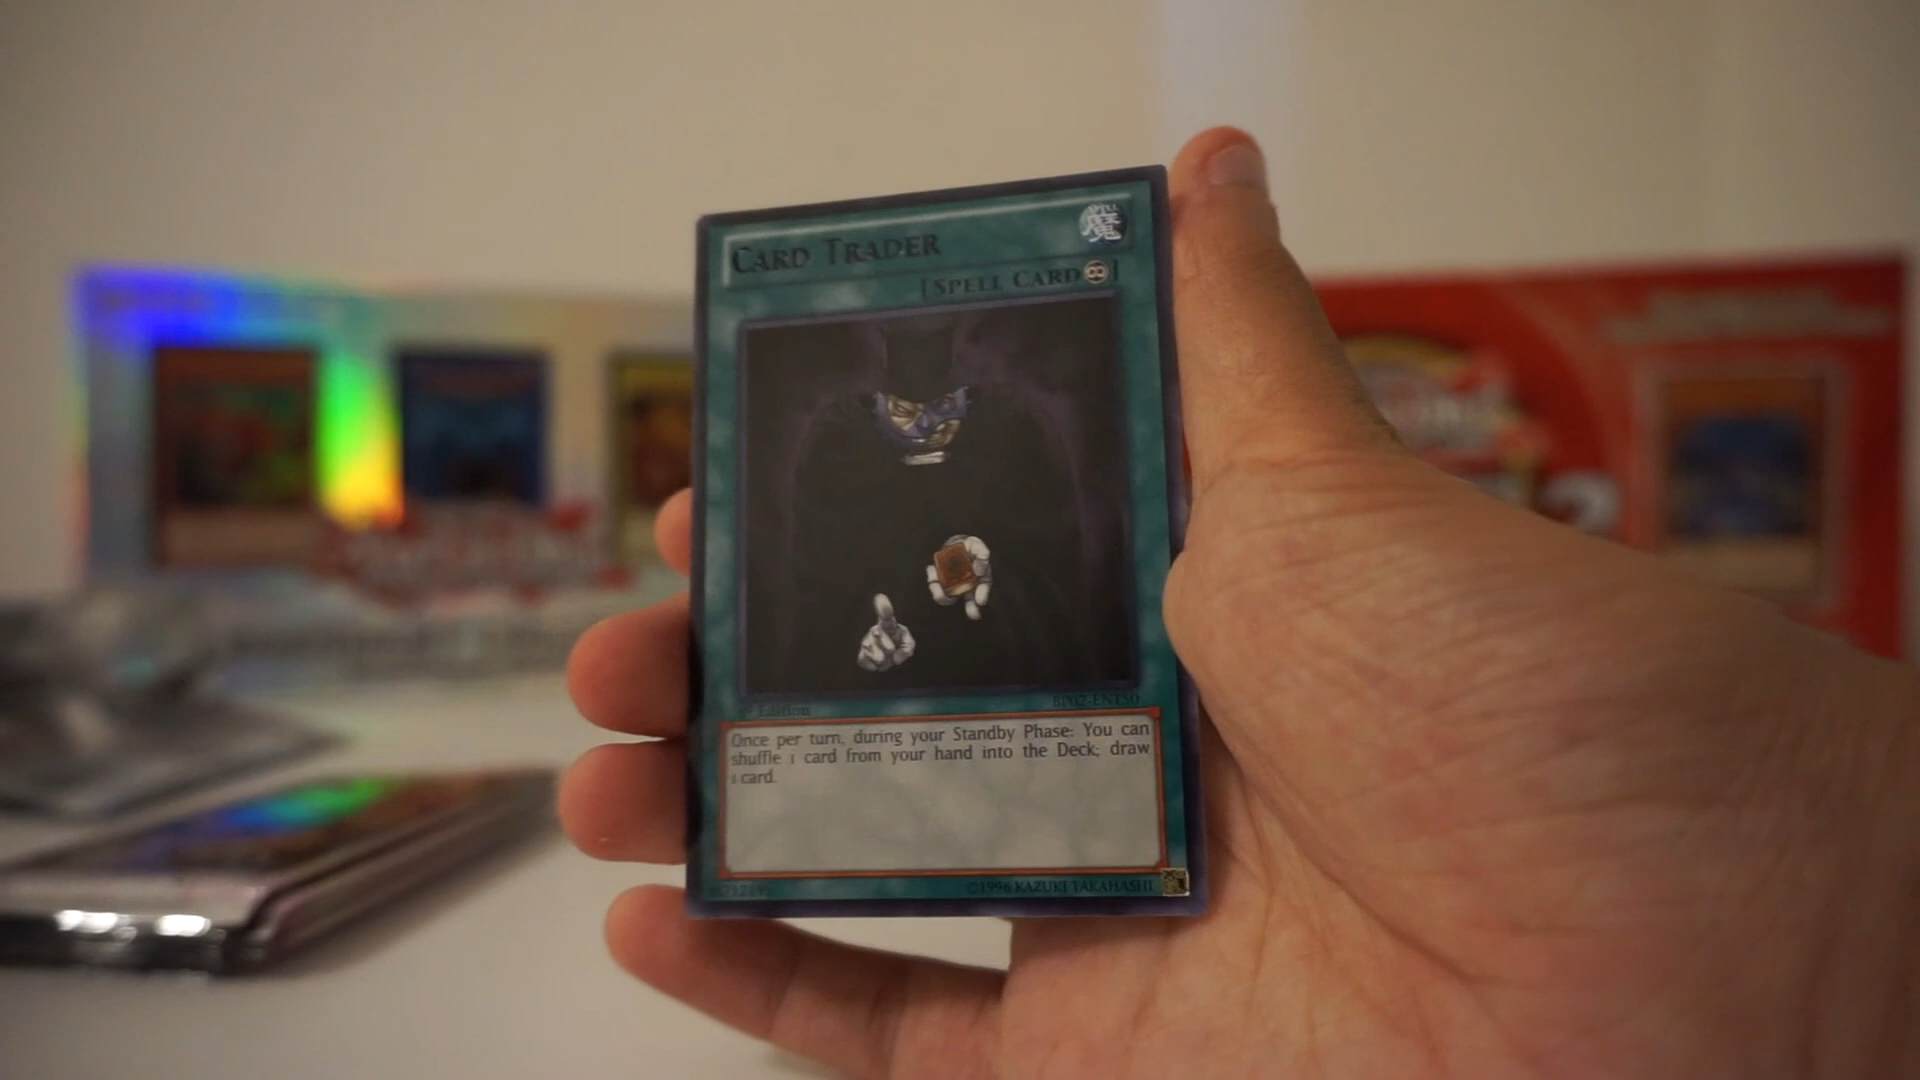 CARD TRADER
魔
[SPELL CARD]
Edition
BP02-EN150
Once per turn, during your Standby Phase: You can
shuffle 1 card from your hand into the Deck; draw
1 card.
©1996 KAZUKI TAKAHASHI